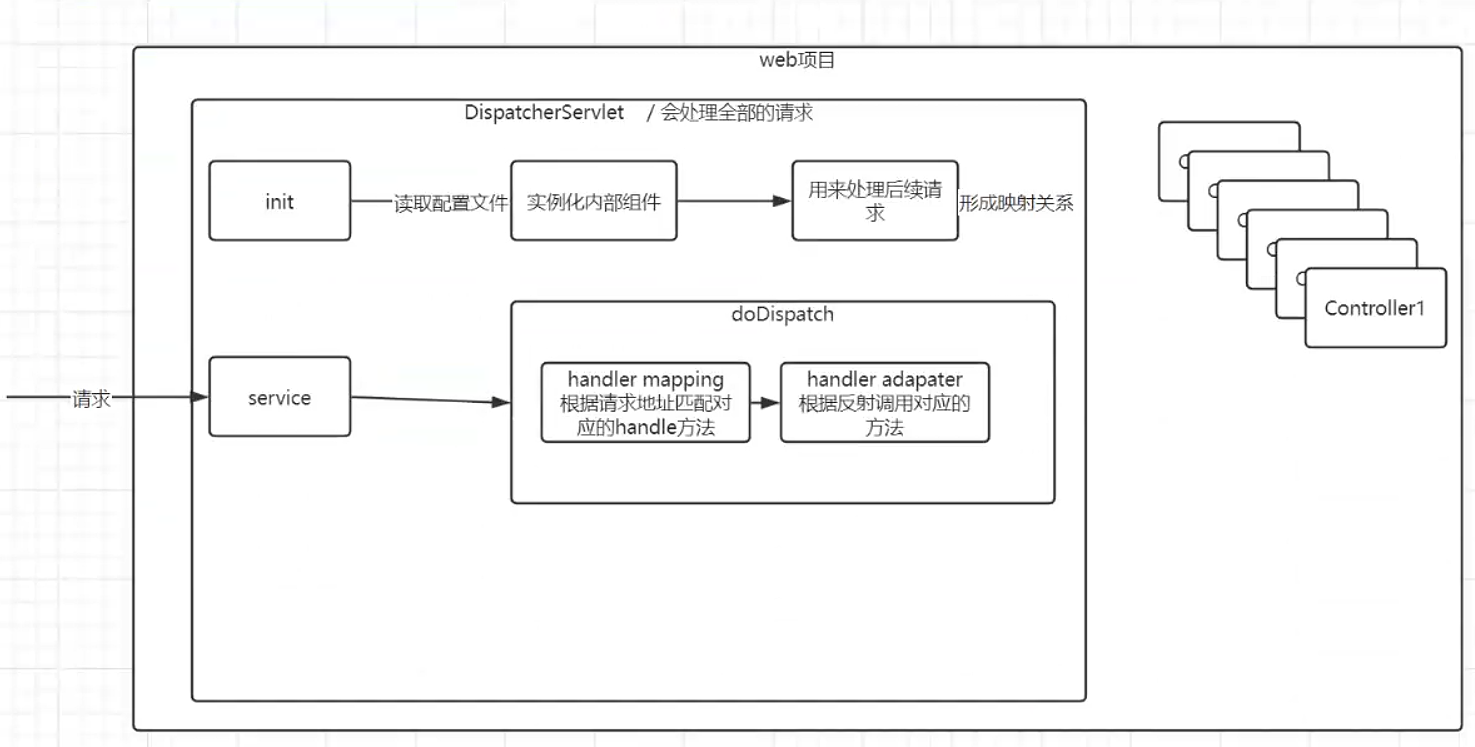 web项目
DispatcherServlet / 会处理全部的请求
init
读取配置文件
实例化内部组件
用来处理后续请
求
形成映射关系
Controller1
doDispatch
请求
service
handler mapping
根据请求地址匹配对
应的handle方法
handler adapater
根据反射调用对应的
方法